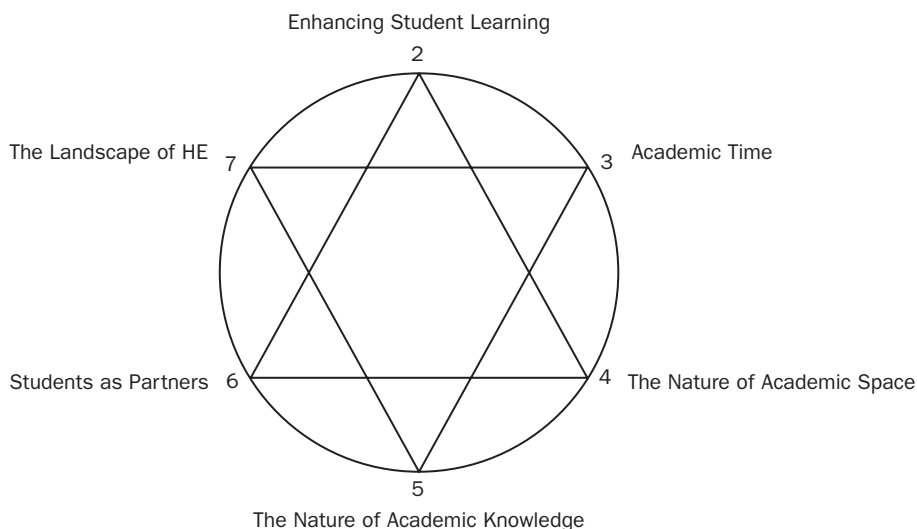 Enhancing Student Learning
2
The Landscape of HE 7
3 Academic Time
Students as Partners 6
4 The Nature of Academic Space
5
The Nature of Academic Knowledge